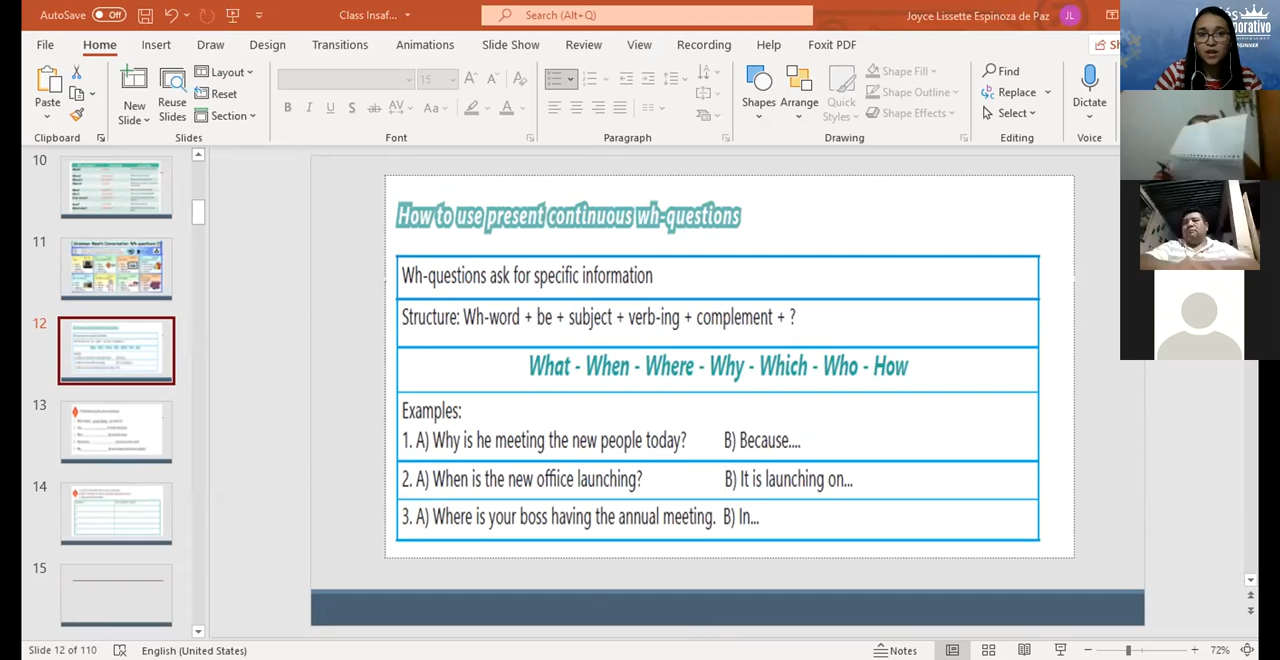 AutoSave Off Class Insaf... Search (Alt+Q) Joyce Lissette Espinoza de Paz JL
File Home Insert Draw Design Transitions Animations Slide Show Review View Recording Help Foxit PDF
Paste New Slide Reuse Slides Layout Reset Section 15 Shapes Arrange Quick Styles Shape Fill Shape Outline Shape Effects Find Replace Select Dictate
Clipboard Slides Font Paragraph Drawing Editing Voice
10
11
12
13
14
15
How to use present continuous wh-questions
Wh-questions ask for specific information
Structure: Wh-word + be + subject + verb-ing + complement + ?
What - When - Where - Why - Which - Who - How
Examples:
1. A) Why is he meeting the new people today? B) Because....
2. A) When is the new office launching? B) It is launching on...
3. A) Where is your boss having the annual meeting. B) In...
Slide 12 of 110 English (United States) Notes 72%